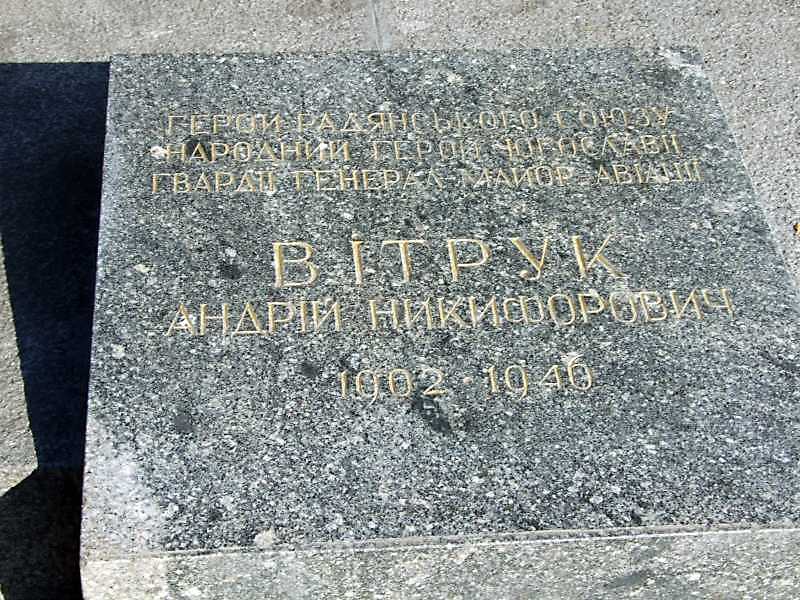 ГЕРОЙ РАДЯНСЬКОГО СОЮЗУ
НАРОДНИЙ ГЕРОЙ ЮГОСЛАВІЇ
ГВАРДІЇ ГЕНЕРАЛ-МАЙОР АВІАЦІЇ
ВІТРУК
АНДРІЙ НИКИФОРОВИЧ
1902-1946